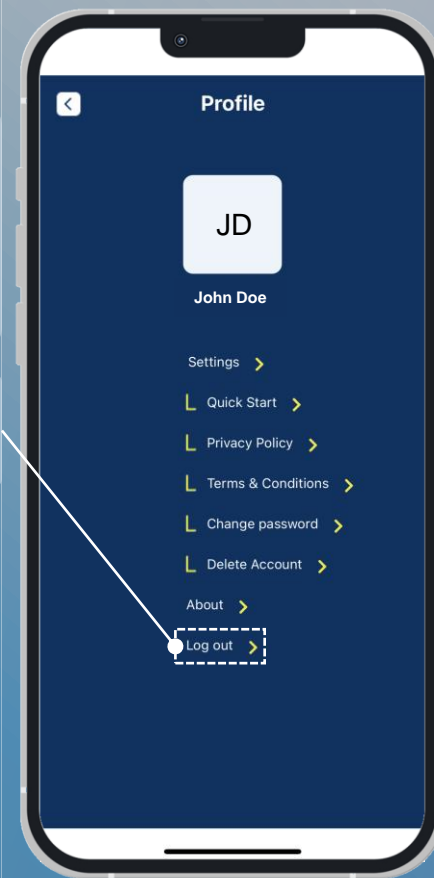 Profile
JD
John Doe
Settings
Quick Start
Privacy Policy
Terms & Conditions
Change password
Delete Account
About
Log out